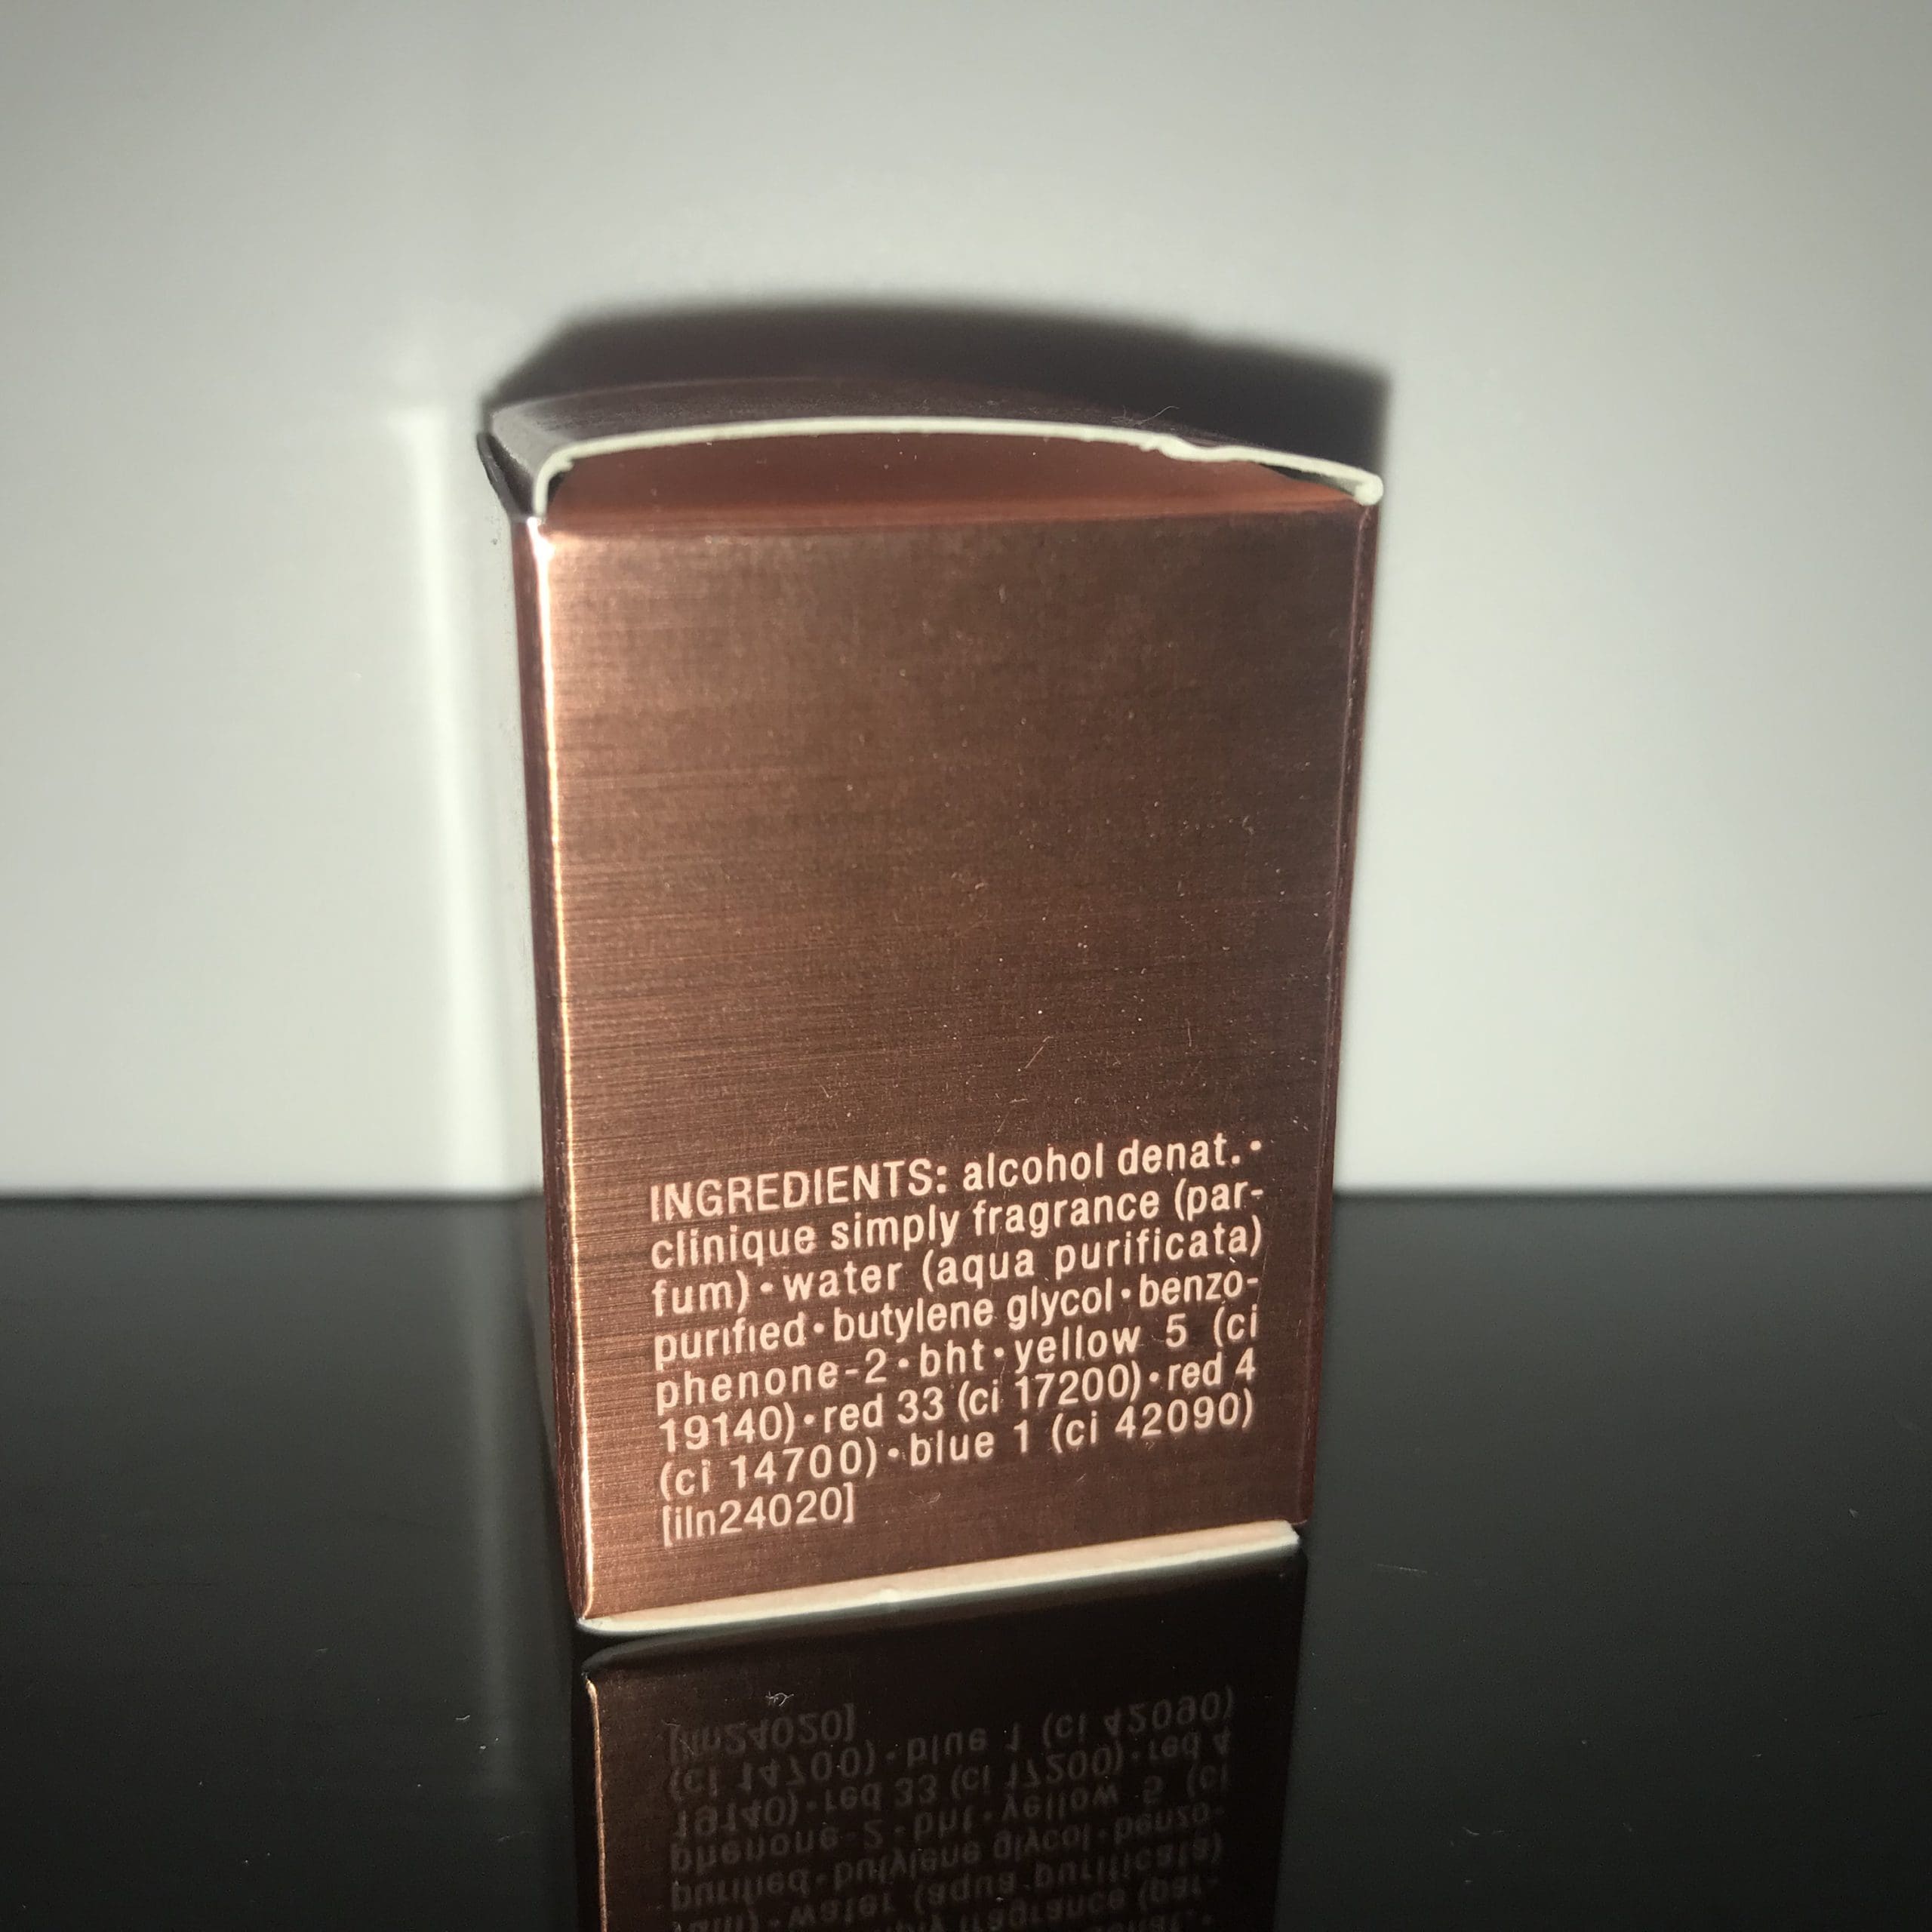 INGREDIENTS: alcohol denat. •
clinique simply fragrance (par-
fum) • water (aqua purificata)
purified • butylene glycol • benzo-
phenone-2 • bht • yellow 5 (ci
19140) • red 33 (ci 17200) • red 4
(ci 14700) • blue 1 (ci 42090)
[iln24020]